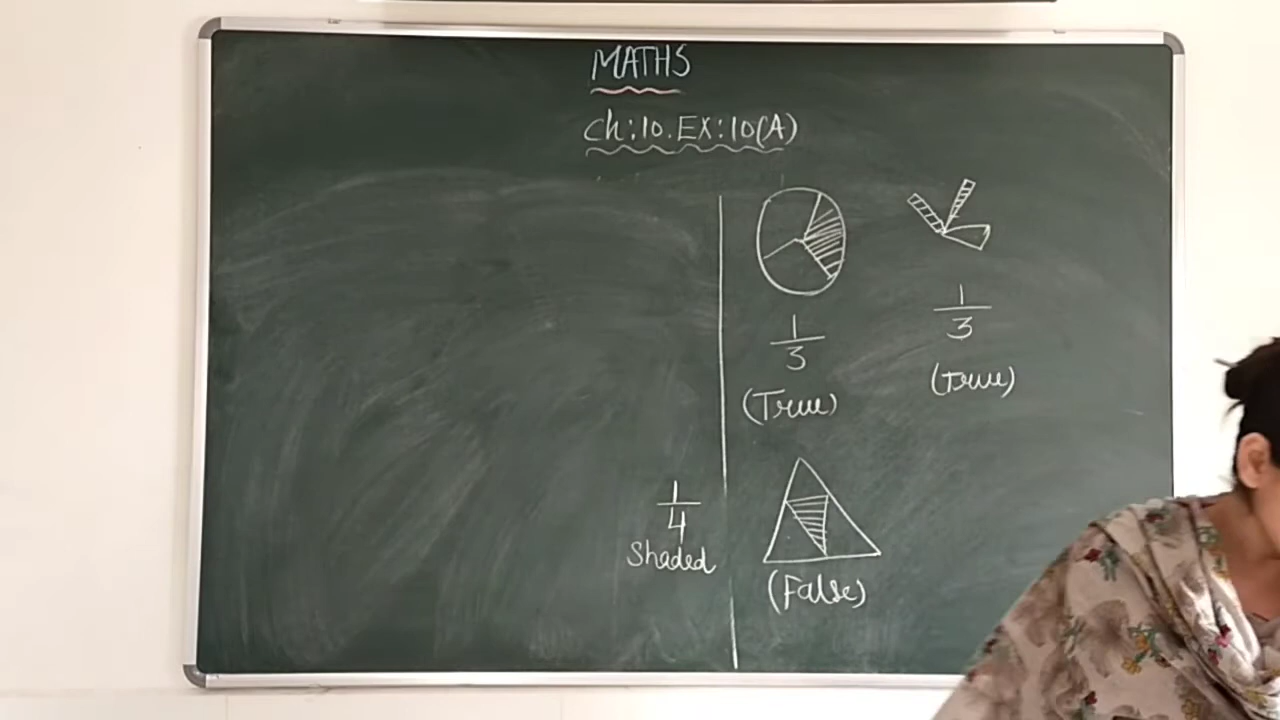 MATHS
Ch:10.EX:10(A)
1/3
(True)
1/3
(True)
1/4
Shaded
(False)